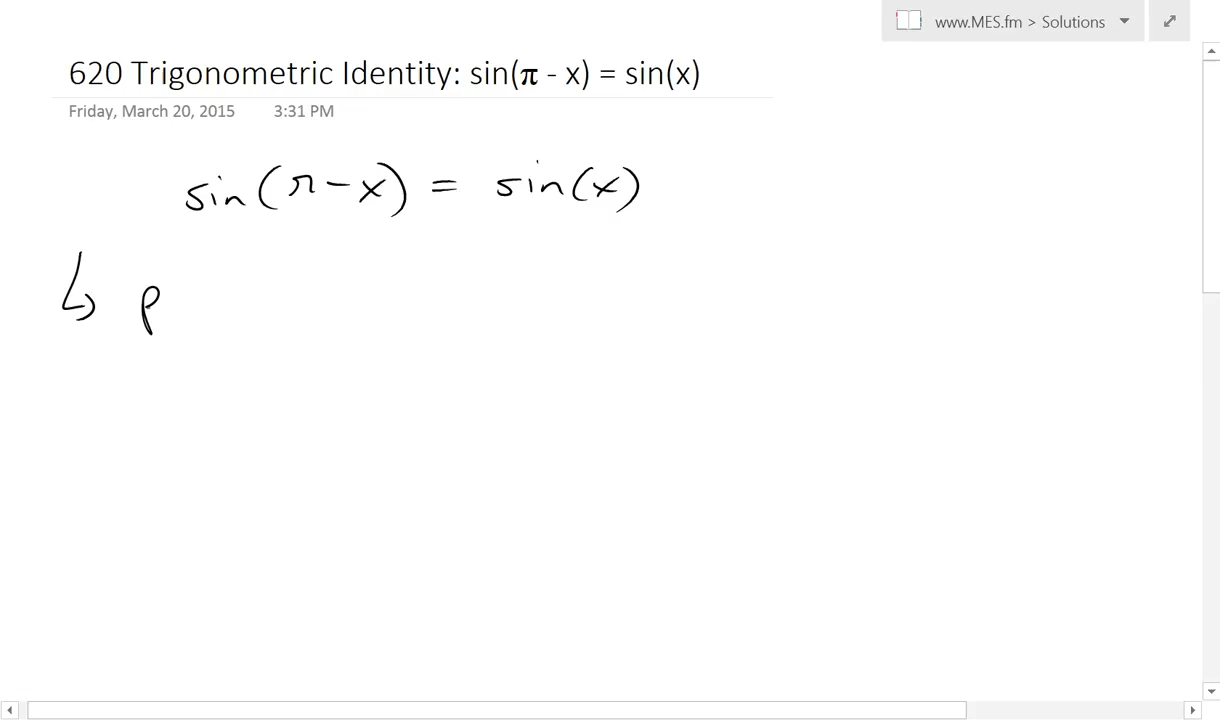 www.MES.fm > Solutions
620 Trigonometric Identity: sin(π - x) = sin(x)
Friday, March 20, 2015 3:31 PM
sin(π-x) = sin(x)
↳ p